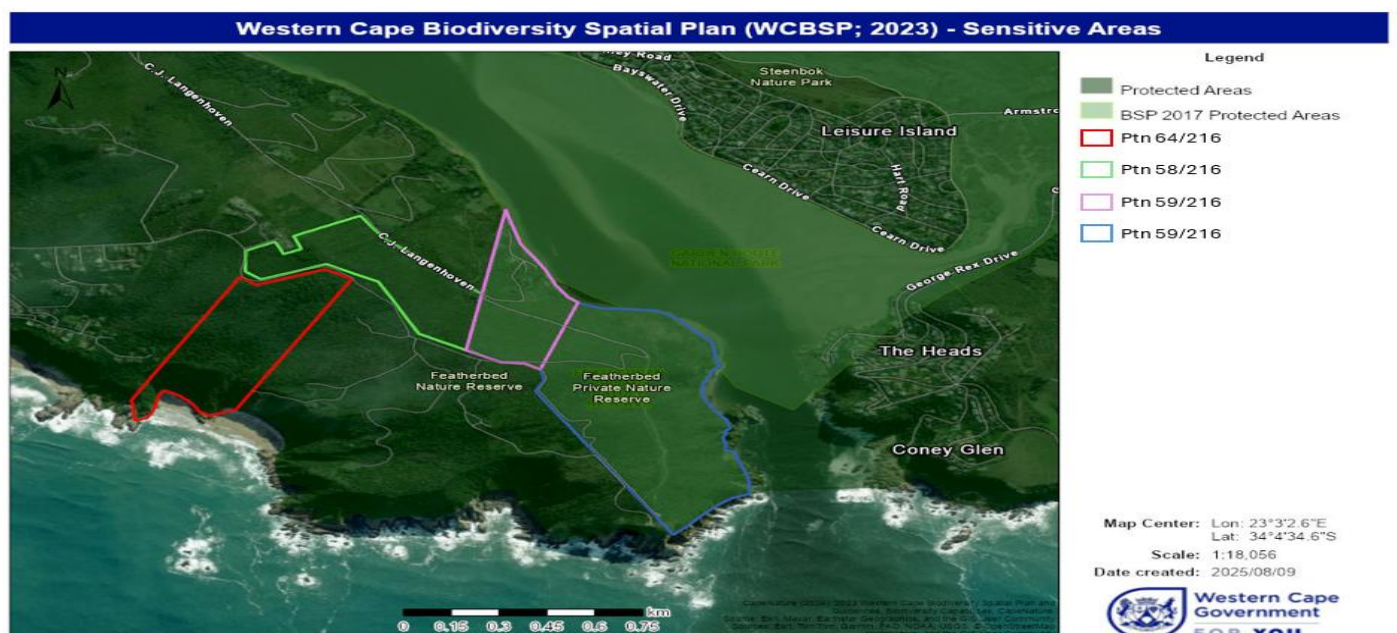 Western Cape Biodiversity Spatial Plan (WCBSP; 2023) - Sensitive Areas
N
C.J. Langenhoven
Road
Bayswater Drive
Steenbok
Nature Park
Leisure Island
Cearn Drive
Hart Road
Cearn Drive
George Rex Drive
C.J. Langenhoven
The Heads
Featherbed
Nature Reserve
Featherbed
Private Nature
Reserve
Coney Glen
km
0 0.15 0.3 0.45 0.6 0.75
Legend
Protected Areas
BSP 2017 Protected Areas
Ptn 64/216
Ptn 58/216
Ptn 59/216
Ptn 59/216
Map Center: Lon: 23°3'2.6"E
Lat: 34°4'34.6"S
Scale: 1:18,056
Date created: 2025/08/09
Western Cape
Government
FOR YOU